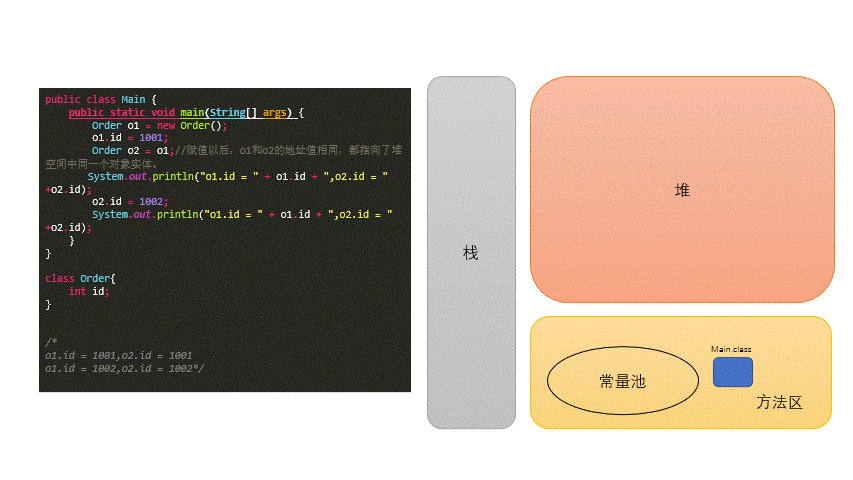 public class Main {
public static void main(String[] args) {
Order o1 = new Order();
o1.id = 1001;
Order o2 = o1;//赋值以后，o1和o2的地址值相同，都指向了堆
空间中同一个对象实体。
System.out.println("o1.id = " + o1.id + ",o2.id = "
+o2.id);
o2.id = 1002;
System.out.println("o1.id = " + o1.id + ",o2.id = "
+o2.id);
}
}
class Order{
int id;
}
/*
o1.id = 1001,o2.id = 1001
o1.id = 1002,o2.id = 1002*/
栈
堆
Main.class
常量池
方法区